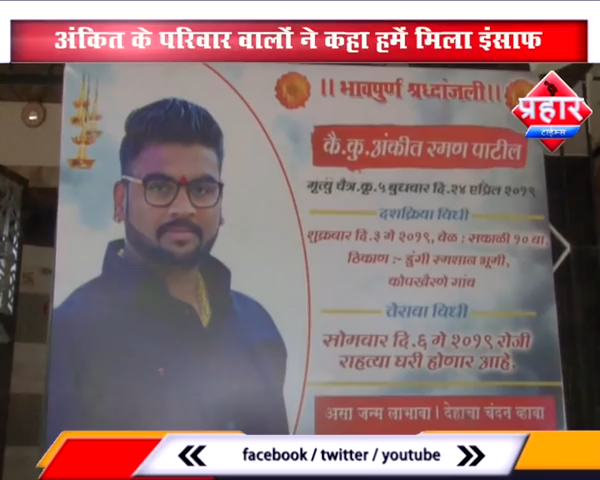 अंकित के परिवार वालों ने कहा हमें मिला इंसाफ
।। भावपुर्ण श्रध्दांजली ।।
प्रहार
टाईम्स
कै.कु.अंकीत रमण पाटील
मृत्यु चैत्र.कृ.५ बुधवार दि.२४ एप्रिल २०१९
दशक्रिया विधी
शुक्रवार दि.३ मे २०१९, वेळ : सकाळी १० वा.
ठिकाण :- डुंगी स्मशान भूमी,
कोपरखैरणे गांव
तेरावा विधी
सोमवार दि.६ मे २०१९ रोजी
राहत्या घरी होणार आहे.
असा जन्म लाभावा । देहाचा चंदन व्हावा
facebook / twitter / youtube